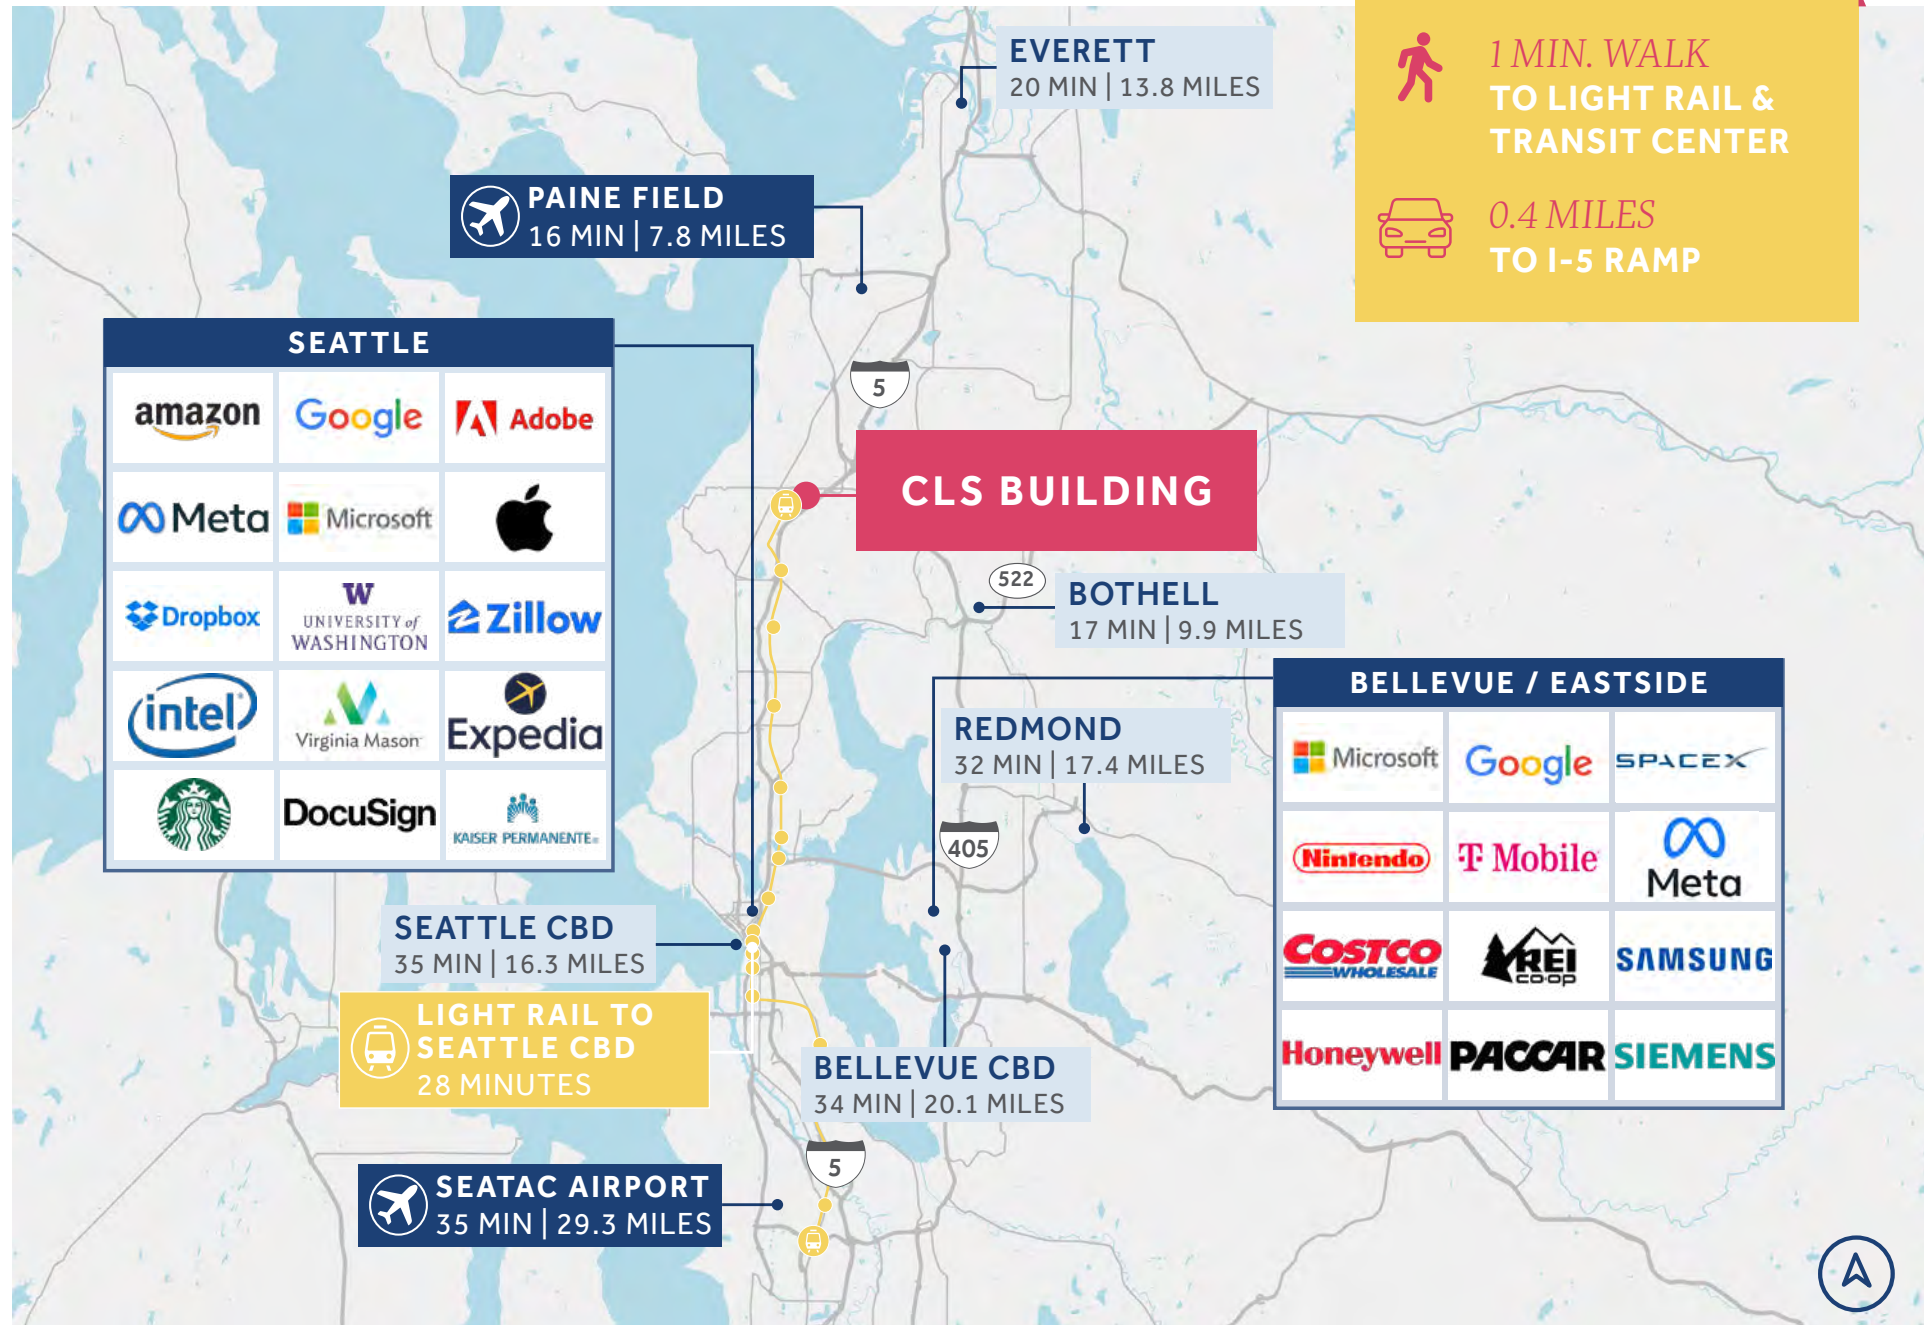 EVERETT
20 MIN | 13.8 MILES
1 MIN. WALK
TO LIGHT RAIL &
TRANSIT CENTER
0.4 MILES
TO I-5 RAMP
PAINE FIELD
16 MIN | 7.8 MILES
SEATTLE
amazon
Google
Adobe
Meta
Microsoft
Dropbox
W
UNIVERSITY of
WASHINGTON
Zillow
intel
Virginia Mason
Expedia
DocuSign
KAISER PERMANENTE®
5
CLS BUILDING
522
BOTHELL
17 MIN | 9.9 MILES
REDMOND
32 MIN | 17.4 MILES
405
BELLEVUE / EASTSIDE
Microsoft
Google
SPACEX
Nintendo
T Mobile
Meta
COSTCO
WHOLESALE
REI
CO·OP
SAMSUNG
Honeywell
PACCAR
SIEMENS
SEATTLE CBD
35 MIN | 16.3 MILES
LIGHT RAIL TO
SEATTLE CBD
28 MINUTES
BELLEVUE CBD
34 MIN | 20.1 MILES
5
SEATAC AIRPORT
35 MIN | 29.3 MILES